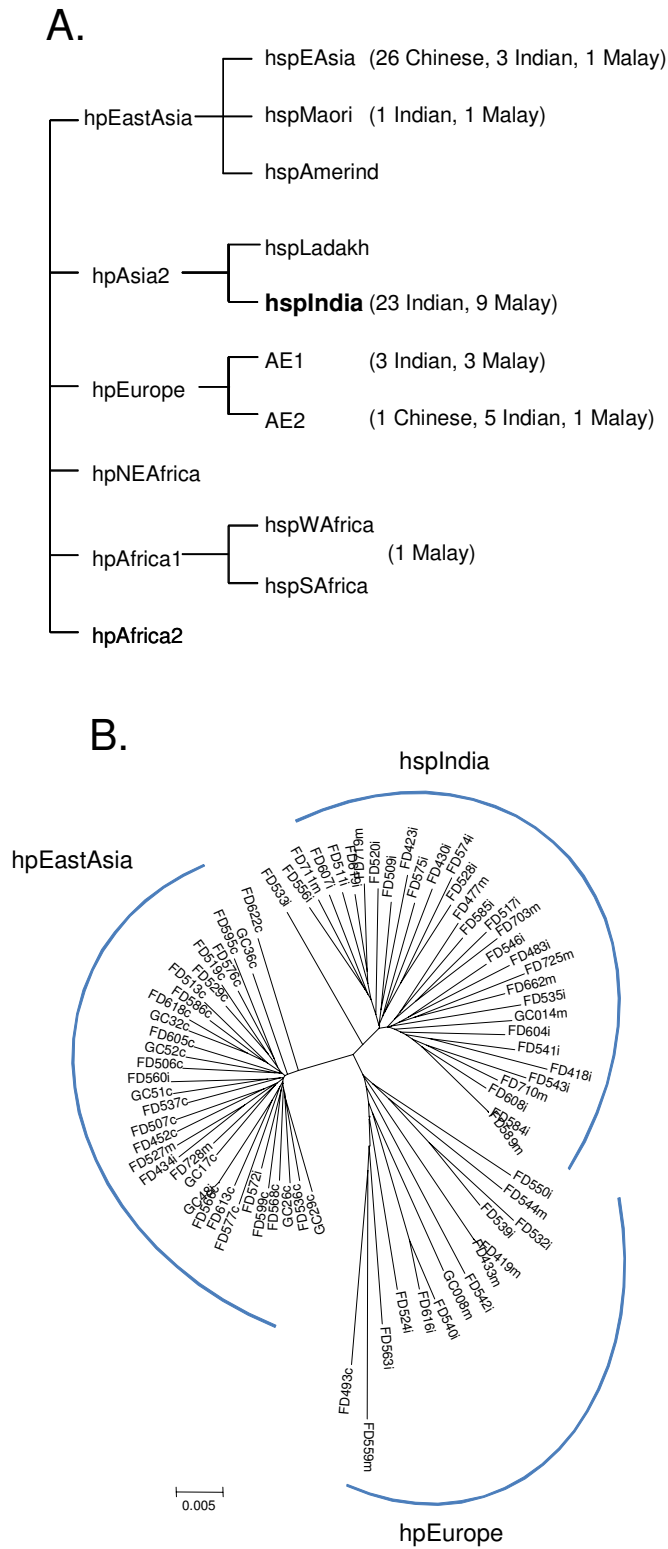 A.
hspEAsia (26 Chinese, 3 Indian, 1 Malay)
hpEastAsia
hspMaori (1 Indian, 1 Malay)
hspAmerind
hspLadakh
hpAsia2
hspIndia (23 Indian, 9 Malay)
AE1 (3 Indian, 3 Malay)
hpEurope
AE2 (1 Chinese, 5 Indian, 1 Malay)
hpNEAfrica
hspWAfrica
hpAfrica1 (1 Malay)
hspSAfrica
hpAfrica2
B.
hspIndia
hpEastAsia
FD533i
FD556i
FD711m
FD607i
FD511i
FD719m
FD520i
FD509i
FD423i
FD575i
FD430i
FD574i
FD528i
FD477m
FD585i
FD517i
FD703m
FD546i
FD483i
FD725m
FD662m
FD535i
GC014m
FD604i
FD541i
FD418i
FD543i
FD710m
FD608i
FD584i
FD569m
FD622c
GC36c
FD595c
FD576c
FD519c
FD529c
FD513c
FD586c
FD618c
GC32c
FD605c
GC52c
FD506c
FD560i
GC51c
FD537c
FD507c
FD452c
FD527m
FD434i
FD728m
GC17c
FD613c
FD577c
FD572i
FD599c
FD568c
GC26c
FD536c
GC29c
FD550i
FD544m
FD532i
FD539i
FD419m
FD433m
FD542i
GC008m
FD540i
FD616i
FD524i
FD563i
FD493c
FD559m
0.005
hpEurope